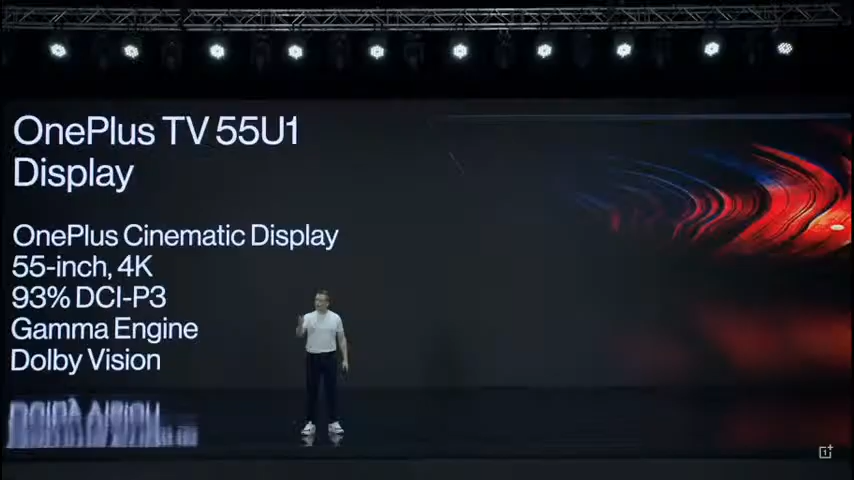 OnePlus TV 55U1
Display
OnePlus Cinematic Display
55-inch, 4K
93% DCI-P3
Gamma Engine
Dolby Vision